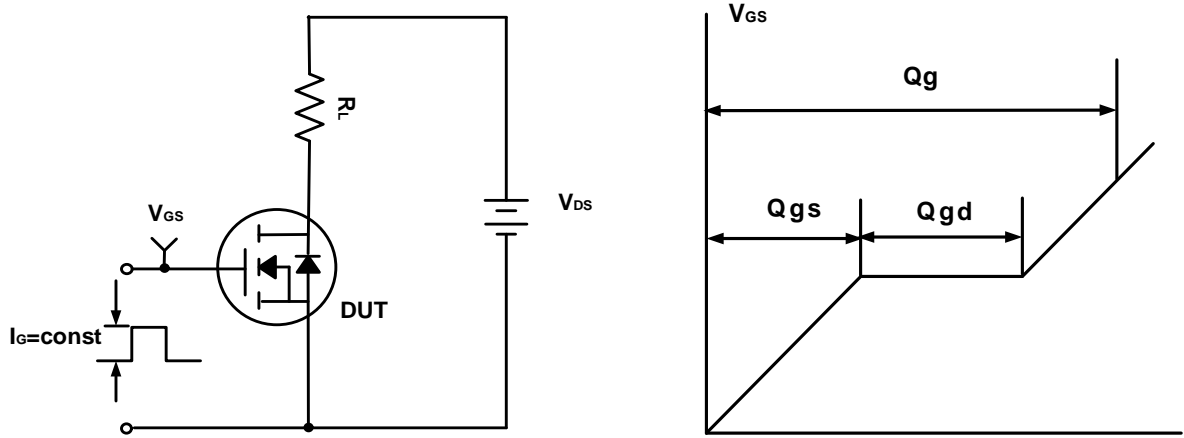 RL
VGS
VDS
DUT
IG=const
VGS
Qg
Qgs
Qgd